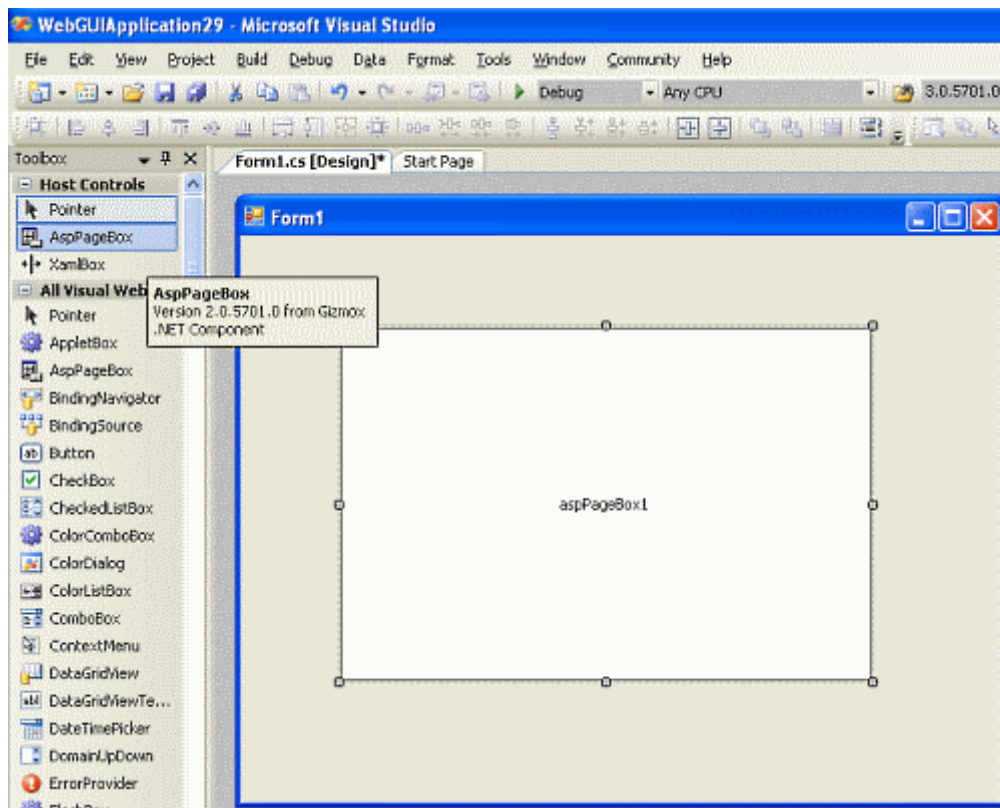 WebGUIApplication29 - Microsoft Visual Studio
File Edit View Project Build Debug Data Format Tools Window Community Help
Debug Any CPU 3.0.5701.0
Toolbox
Form1.cs [Design]* Start Page
Host Controls
Pointer
AspPageBox
XamlBox
All Visual Web
Pointer
AppletBox
AspPageBox
BindingNavigator
BindingSource
Button
CheckBox
CheckedListBox
ColorComboBox
ColorDialog
ColorListBox
ComboBox
ContextMenu
DataGridView
DataGridViewTe...
DateTimePicker
DomainUpDown
ErrorProvider
AspPageBox
Version 2.0.5701.0 from Gizmox
.NET Component
Form1
aspPageBox1